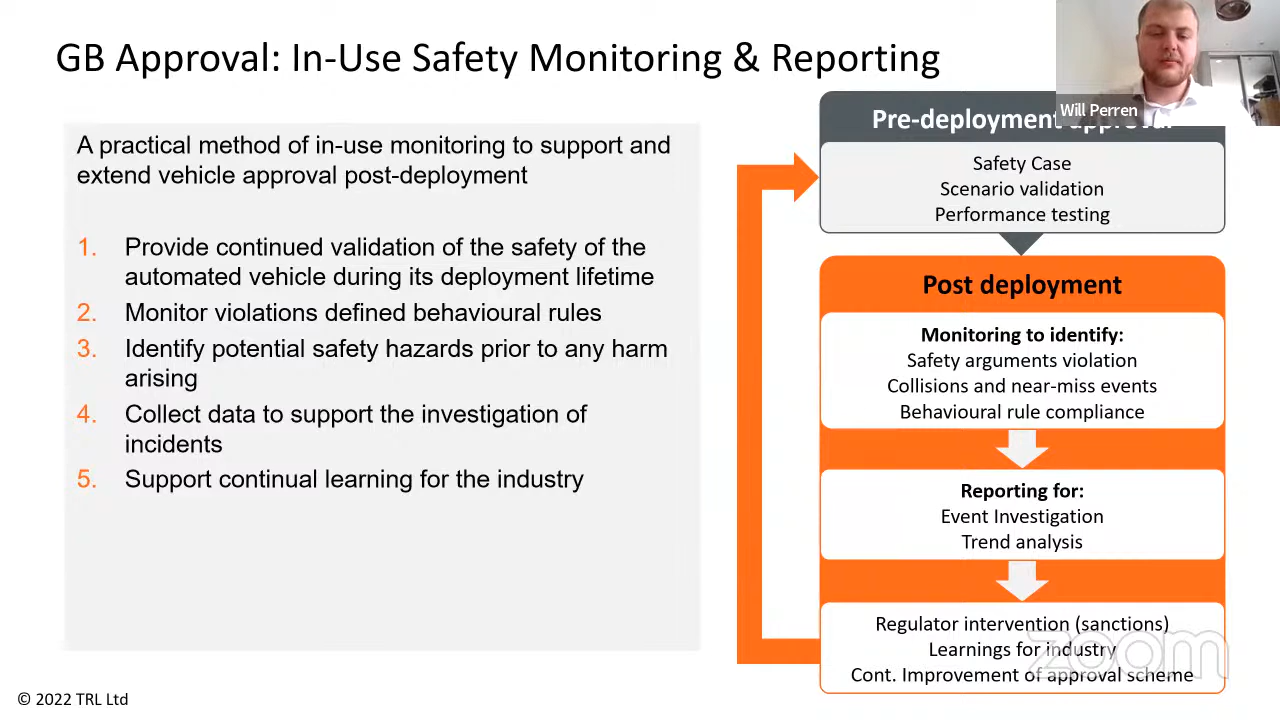 GB Approval: In-Use Safety Monitoring & Reporting
Will Perren
A practical method of in-use monitoring to support and
extend vehicle approval post-deployment
1. Provide continued validation of the safety of the
automated vehicle during its deployment lifetime
2. Monitor violations defined behavioural rules
3. Identify potential safety hazards prior to any harm
arising
4. Collect data to support the investigation of
incidents
5. Support continual learning for the industry
Pre-deployment approval
Safety Case
Scenario validation
Performance testing
Post deployment
Monitoring to identify:
Safety arguments violation
Collisions and near-miss events
Behavioural rule compliance
Reporting for:
Event Investigation
Trend analysis
Regulator intervention (sanctions)
Learnings for industry
Cont. Improvement of approval scheme
zoom
© 2022 TRL Ltd